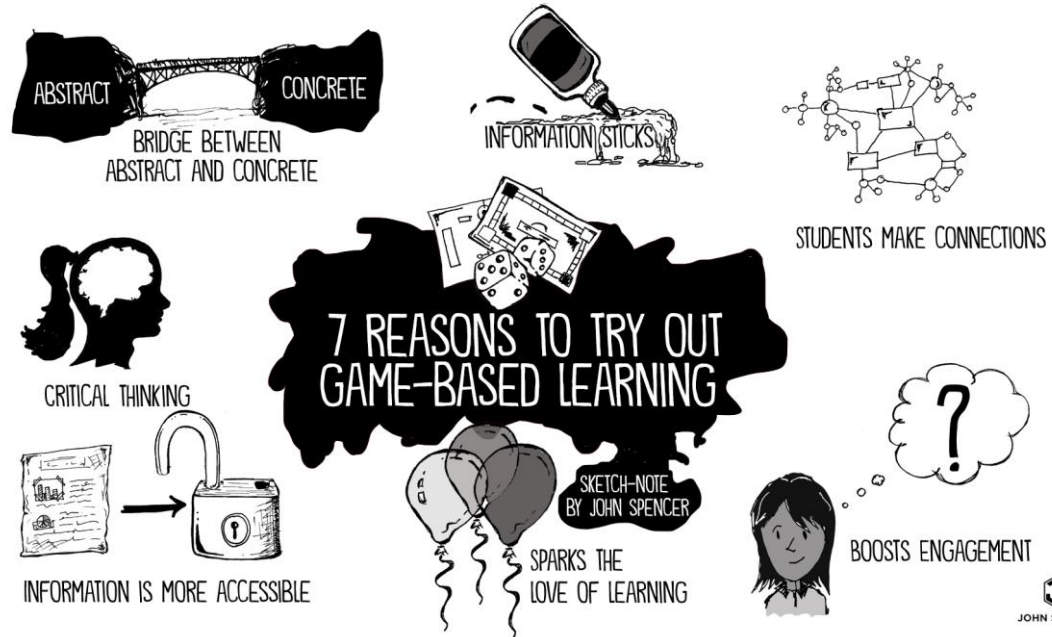 ABSTRACT
CONCRETE
BRIDGE BETWEEN
ABSTRACT AND CONCRETE
INFORMATION STICKS
STUDENTS MAKE CONNECTIONS
7 REASONS TO TRY OUT
GAME-BASED LEARNING
SKETCH-NOTE
BY JOHN SPENCER
CRITICAL THINKING
INFORMATION IS MORE ACCESSIBLE
SPARKS THE
LOVE OF LEARNING
?
BOOSTS ENGAGEMENT
JOHN